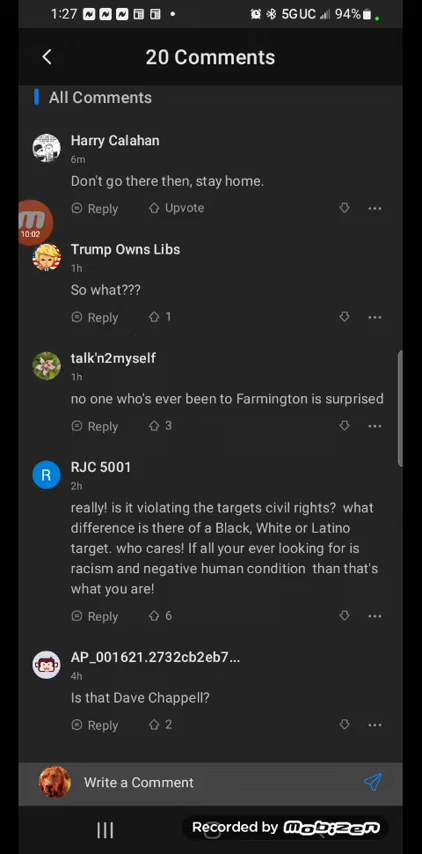 1:27
5GUC 94%
20 Comments
All Comments
Harry Calahan
6m
Don't go there then, stay home.
Reply Upvote
10:02
Trump Owns Libs
1h
So what???
Reply 1
talk'n2myself
1h
no one who's ever been to Farmington is surprised
Reply 3
R
RJC 5001
2h
really! is it violating the targets civil rights? what
difference is there of a Black, White or Latino
target. who cares! If all your ever looking for is
racism and negative human condition than that's
what you are!
Reply 6
AP_001621.2732cb2eb7...
4h
Is that Dave Chappell?
Reply 2
Write a Comment
Recorded by Mobizen